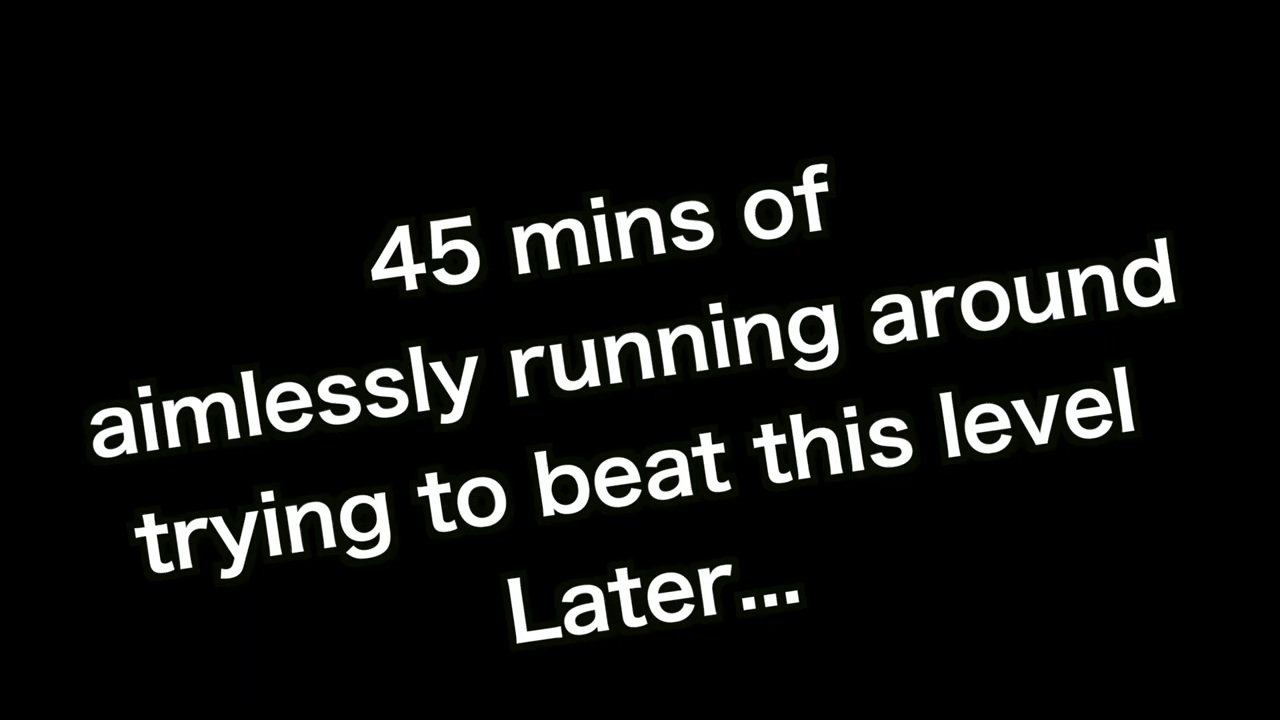 45 mins of
aimlessly running around
trying to beat this level
Later...